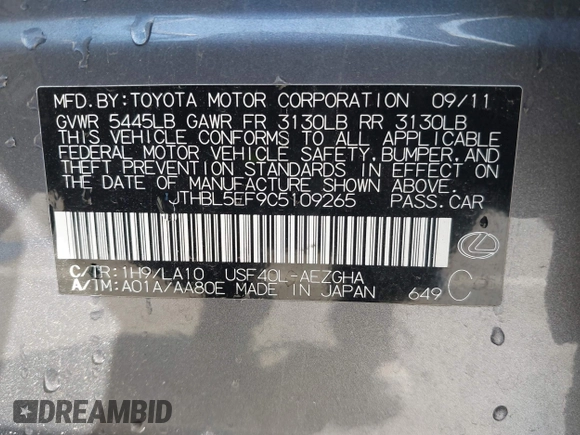 MFD.BY:TOYOTA MOTOR CORPORATION 09/11
GVWR 5445LB GAWR FR 3130LB RR 3130LB
THIS VEHICLE CONFORMS TO ALL APPLICABLE
FEDERAL MOTOR VEHICLE SAFETY,BUMPER,AND
THEFT PREVENTION STANDARDS IN EFFECT ON
THE DATE OF MANUFACTURE SHOWN ABOVE.
JTHBL5EF9C5109265 PASS.CAR
C/TR:1H9/LA10 USF40L-AEZGHA
A/TM:A01A/AA80E MADE IN JAPAN 649 C
DREAMBID